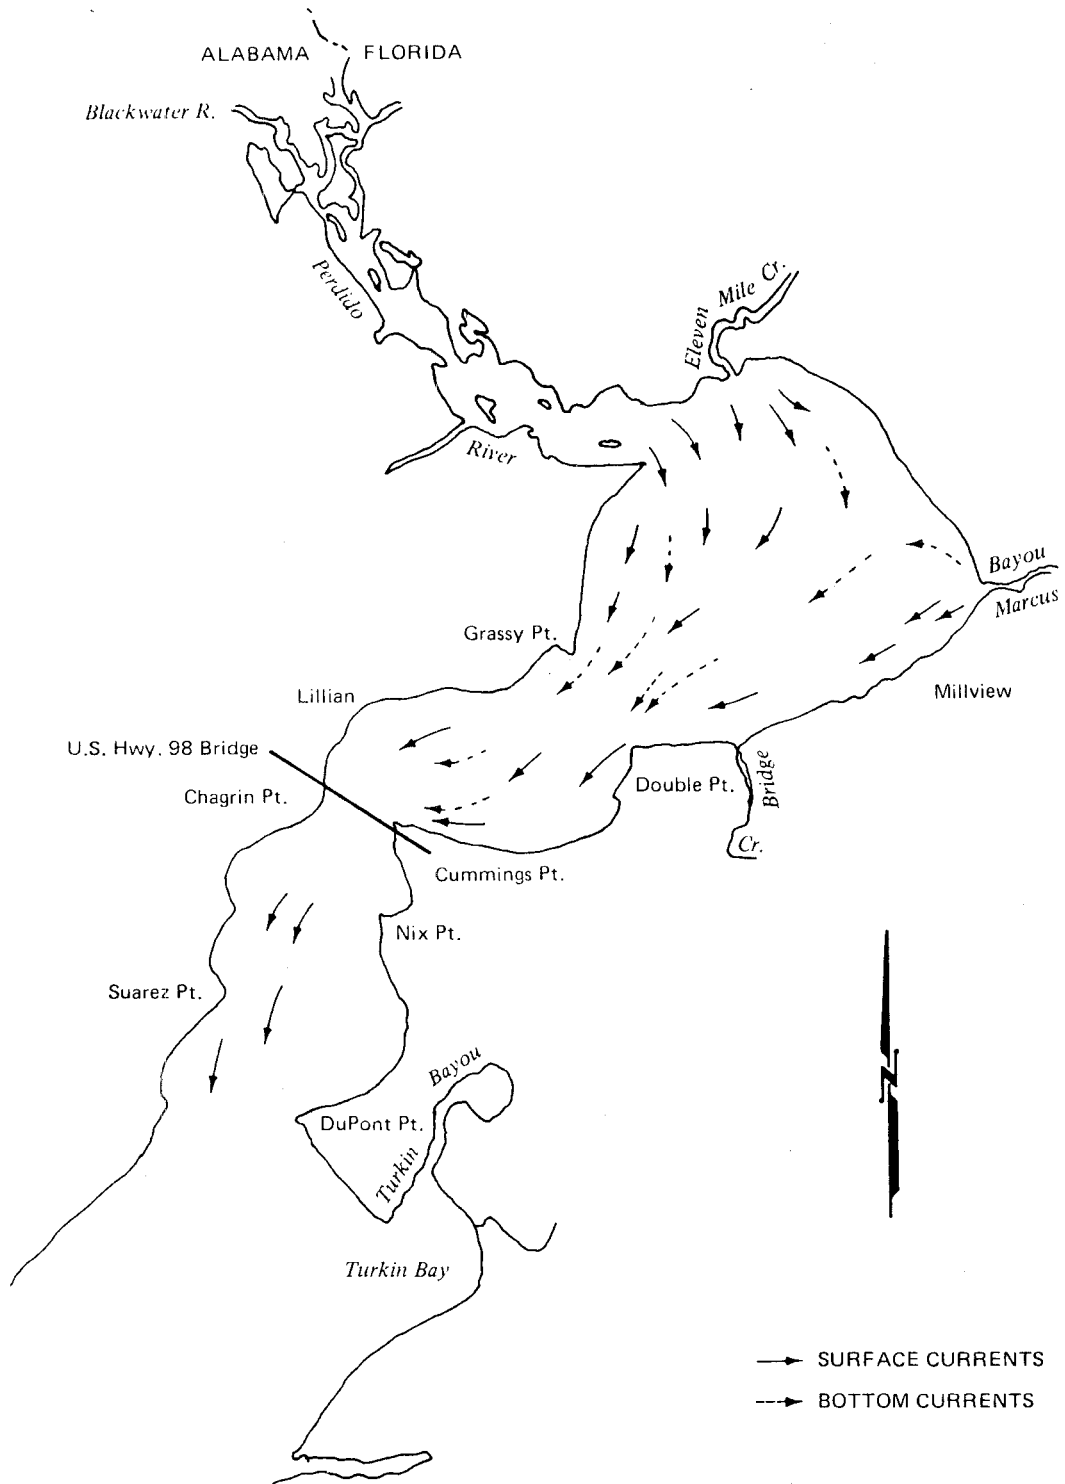 ALABAMA FLORIDA
Blackwater R.
Perdido
River
Eleven Mile Cr.
Bayou
Marcus
Grassy Pt.
Lillian
Millview
U.S. Hwy. 98 Bridge
Chagrin Pt.
Double Pt.
Bridge
Cr.
Cummings Pt.
Nix Pt.
Suarez Pt.
N
DuPont Pt.
Turkin Bayou
Turkin Bay
SURFACE CURRENTS
BOTTOM CURRENTS